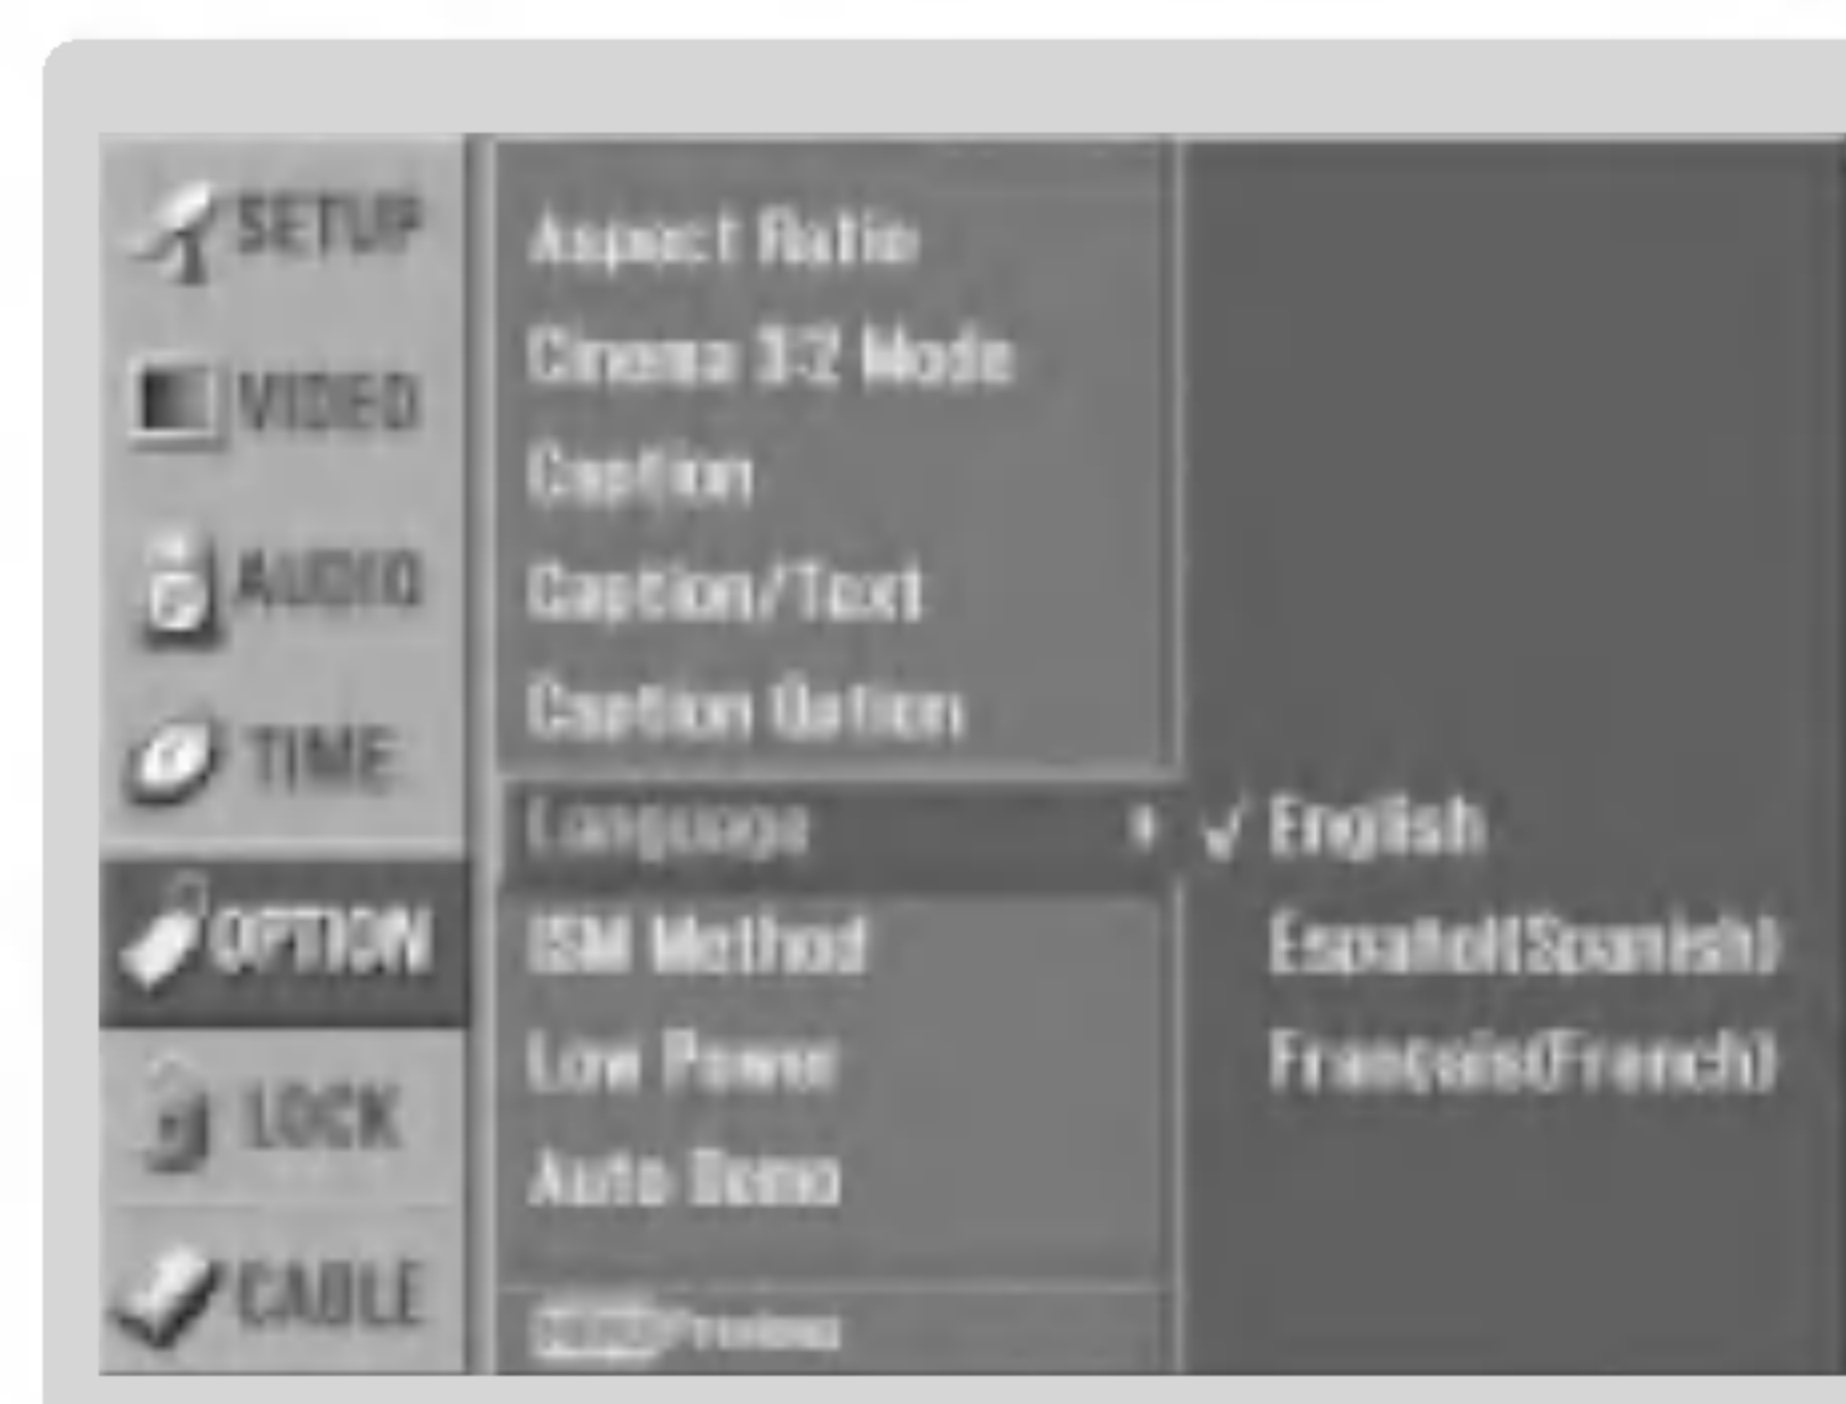 SETUP
VIDEO
AUDIO
TIME
OPTION
LOCK
CABLE
Aspect Ratio
Cinema 3:2 Mode
Caption
Caption/Text
Caption Option
Language
ISM Method
Low Power
Auto Demo
Previous
✓ English
Español(Spanish)
Français(French)